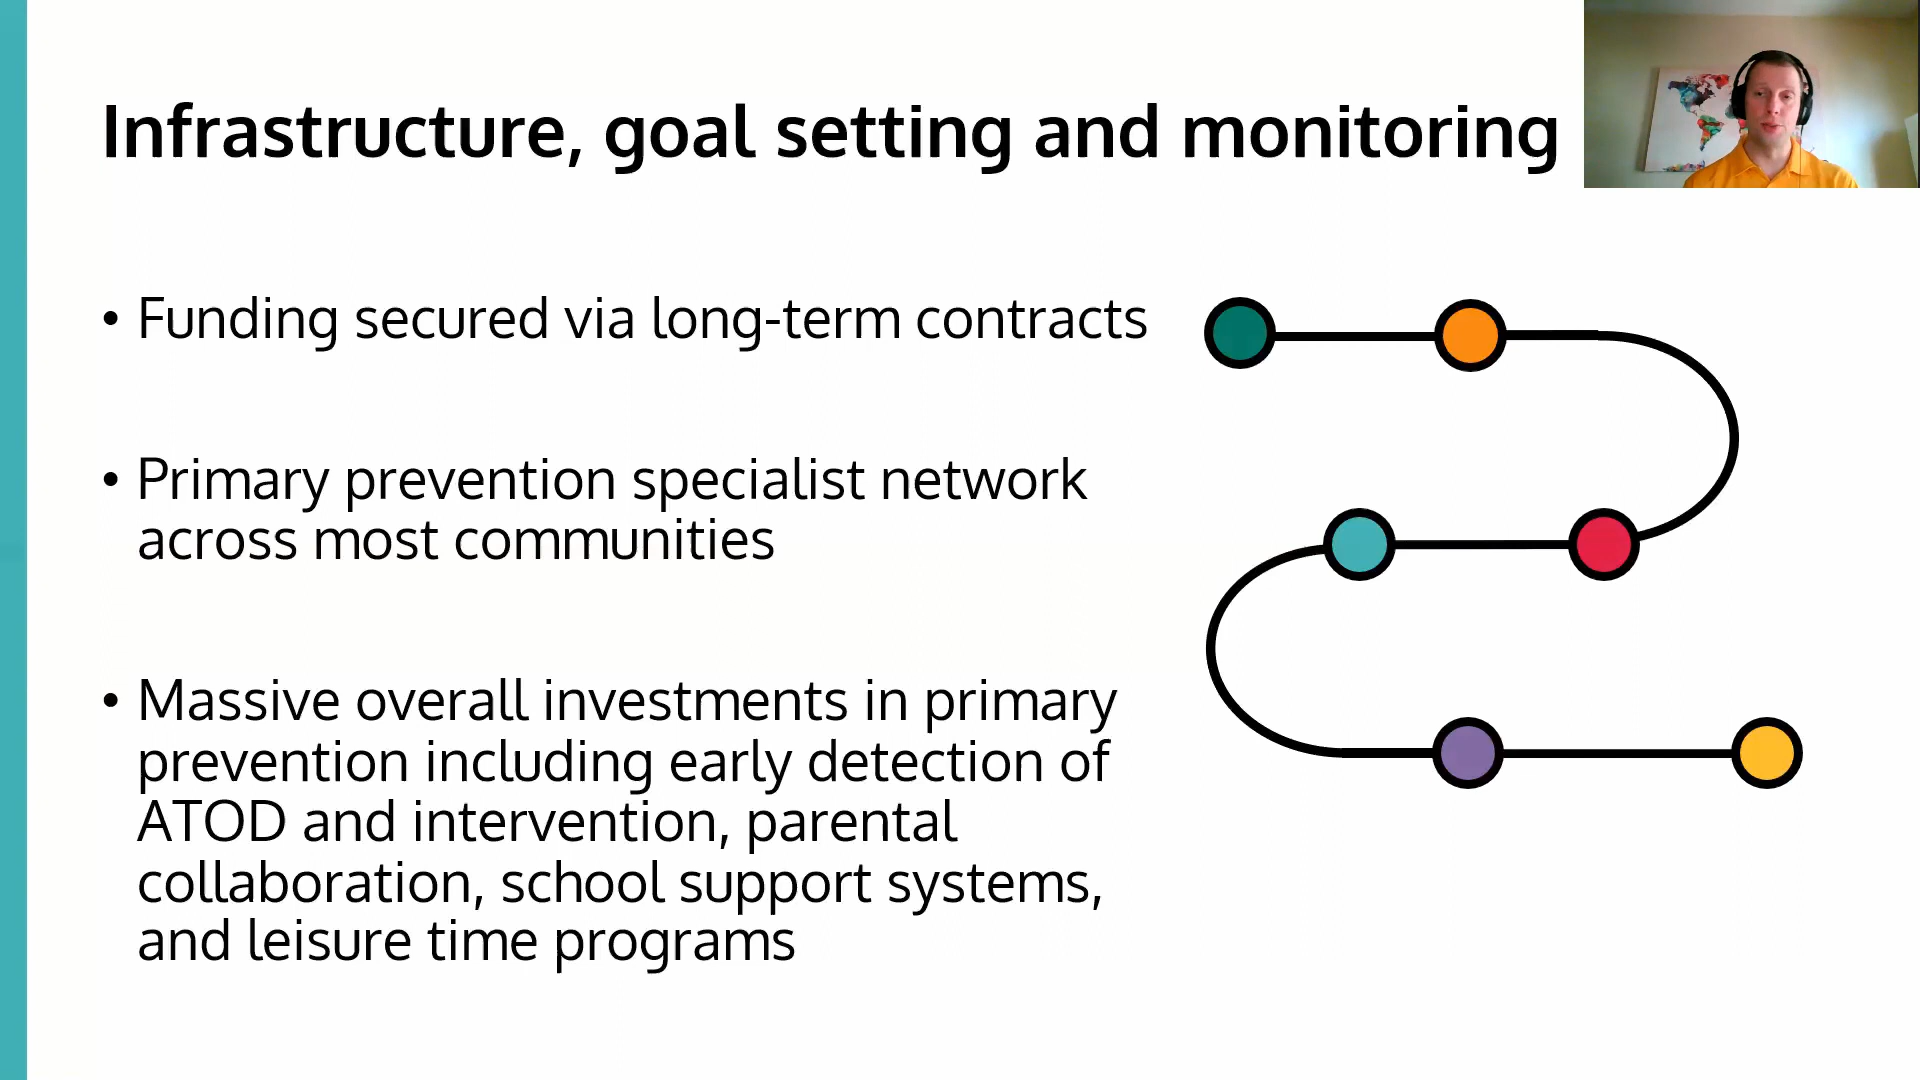 Infrastructure, goal setting and monitoring
• Funding secured via long-term contracts
• Primary prevention specialist network
across most communities
• Massive overall investments in primary
prevention including early detection of
ATOD and intervention, parental
collaboration, school support systems,
and leisure time programs